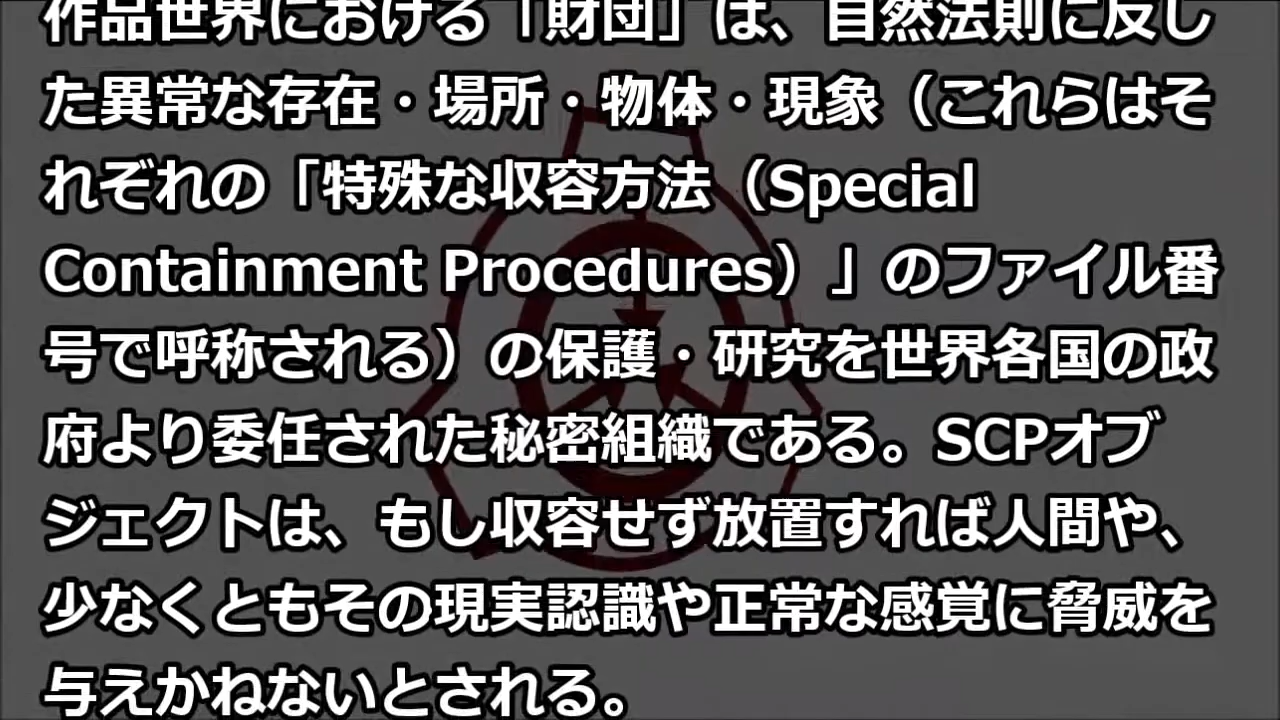 作品世界における「財団」は、自然法則に反し
た異常な存在・場所・物体・現象（これらはそ
れぞれの「特殊な収容方法（Special
Containment Procedures）」のファイル番
号で呼称される）の保護・研究を世界各国の政
府より委任された秘密組織である。SCPオブ
ジェクトは、もし収容せず放置すれば人間や、
少なくともその現実認識や正常な感覚に脅威を
与えかねないとされる。